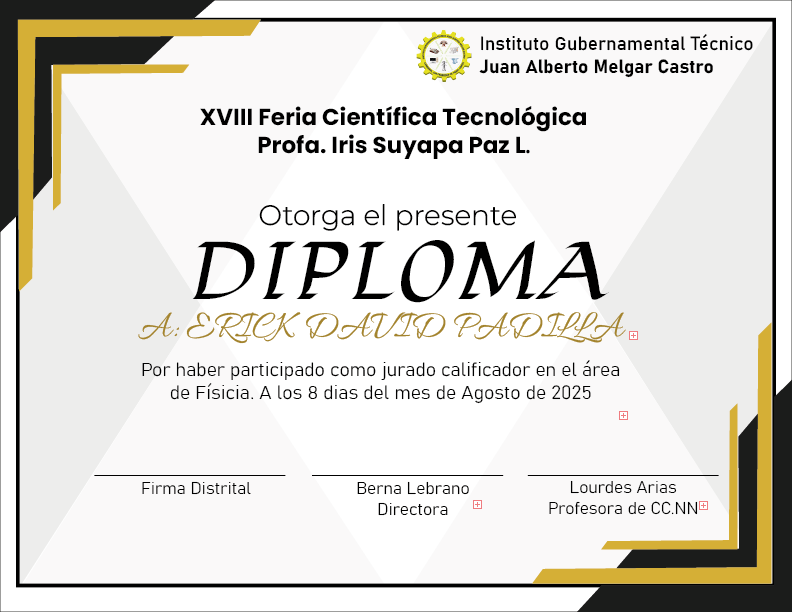 Instituto Gubernamental Técnico
Juan Alberto Melgar Castro
XVIII Feria Científica Tecnológica
Profa. Iris Suyapa Paz L.
Otorga el presente
DIPLOMA
A: ERICK DAVID PADILLA
Por haber participado como jurado calificador en el área
de Físicia. A los 8 dias del mes de Agosto de 2025
Firma Distrital
Berna Lebrano
Directora
Lourdes Arias
Profesora de CC.NN